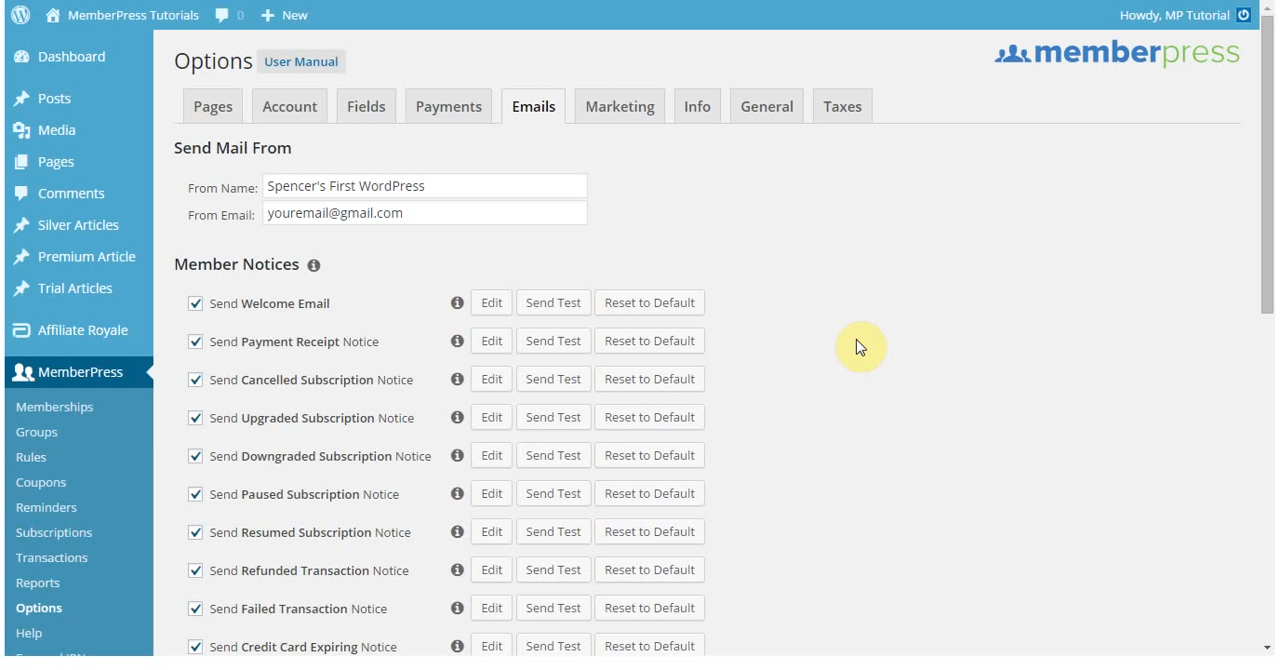 MemberPress Tutorials 0 New Howdy, MP Tutorial
Dashboard
Posts
Media
Pages
Comments
Silver Articles
Premium Article
Trial Articles
Affiliate Royale
MemberPress
Memberships
Groups
Rules
Coupons
Reminders
Subscriptions
Transactions
Reports
Options
Help
Options User Manual
memberpress
Pages Account Fields Payments Emails Marketing Info General Taxes
Send Mail From
From Name: Spencer's First WordPress
From Email: youremail@gmail.com
Member Notices
Send Welcome Email Edit Send Test Reset to Default
Send Payment Receipt Notice Edit Send Test Reset to Default
Send Cancelled Subscription Notice Edit Send Test Reset to Default
Send Upgraded Subscription Notice Edit Send Test Reset to Default
Send Downgraded Subscription Notice Edit Send Test Reset to Default
Send Paused Subscription Notice Edit Send Test Reset to Default
Send Resumed Subscription Notice Edit Send Test Reset to Default
Send Refunded Transaction Notice Edit Send Test Reset to Default
Send Failed Transaction Notice Edit Send Test Reset to Default
Send Credit Card Expiring Notice Edit Send Test Reset to Default